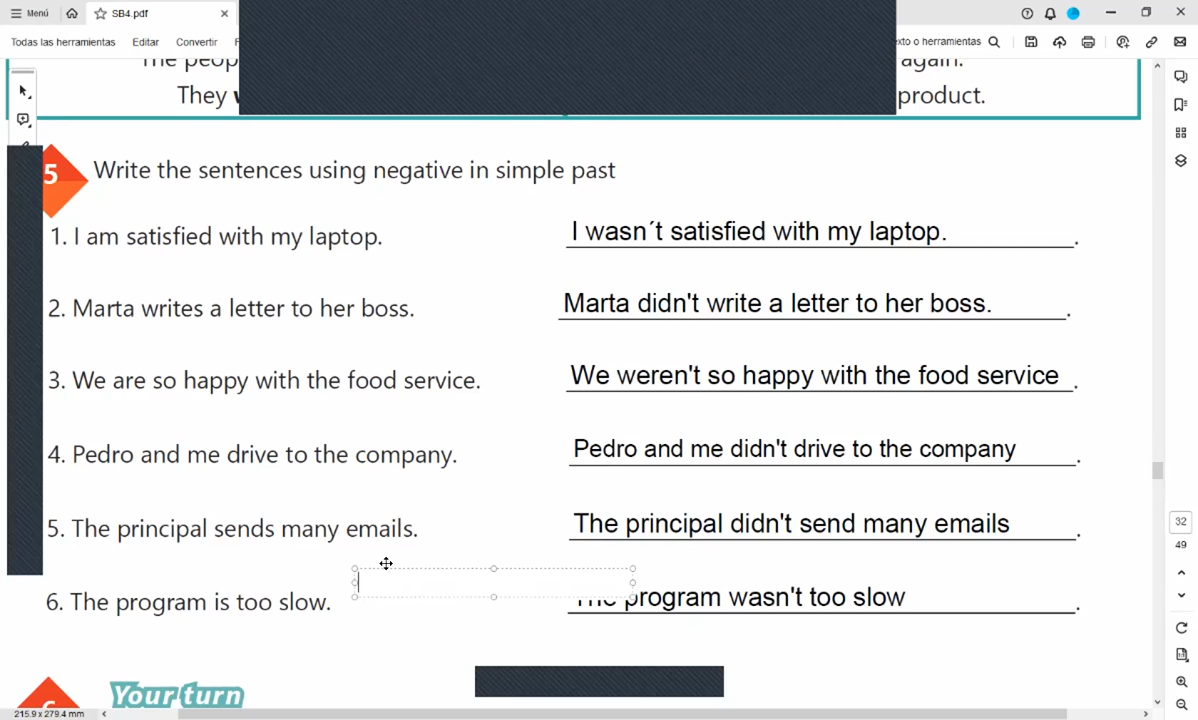 Menú SB4.pdf
Todas las herramientas Editar Convertir exto o herramientas
The peop again.
They product.
5 Write the sentences using negative in simple past
1. I am satisfied with my laptop. I wasn´t satisfied with my laptop. .
2. Marta writes a letter to her boss. Marta didn't write a letter to her boss. .
3. We are so happy with the food service. We weren't so happy with the food service .
4. Pedro and me drive to the company. Pedro and me didn't drive to the company .
5. The principal sends many emails. The principal didn't send many emails .
6. The program is too slow. The program wasn't too slow .
Your turn
32
49
215.9 x 279.4 mm